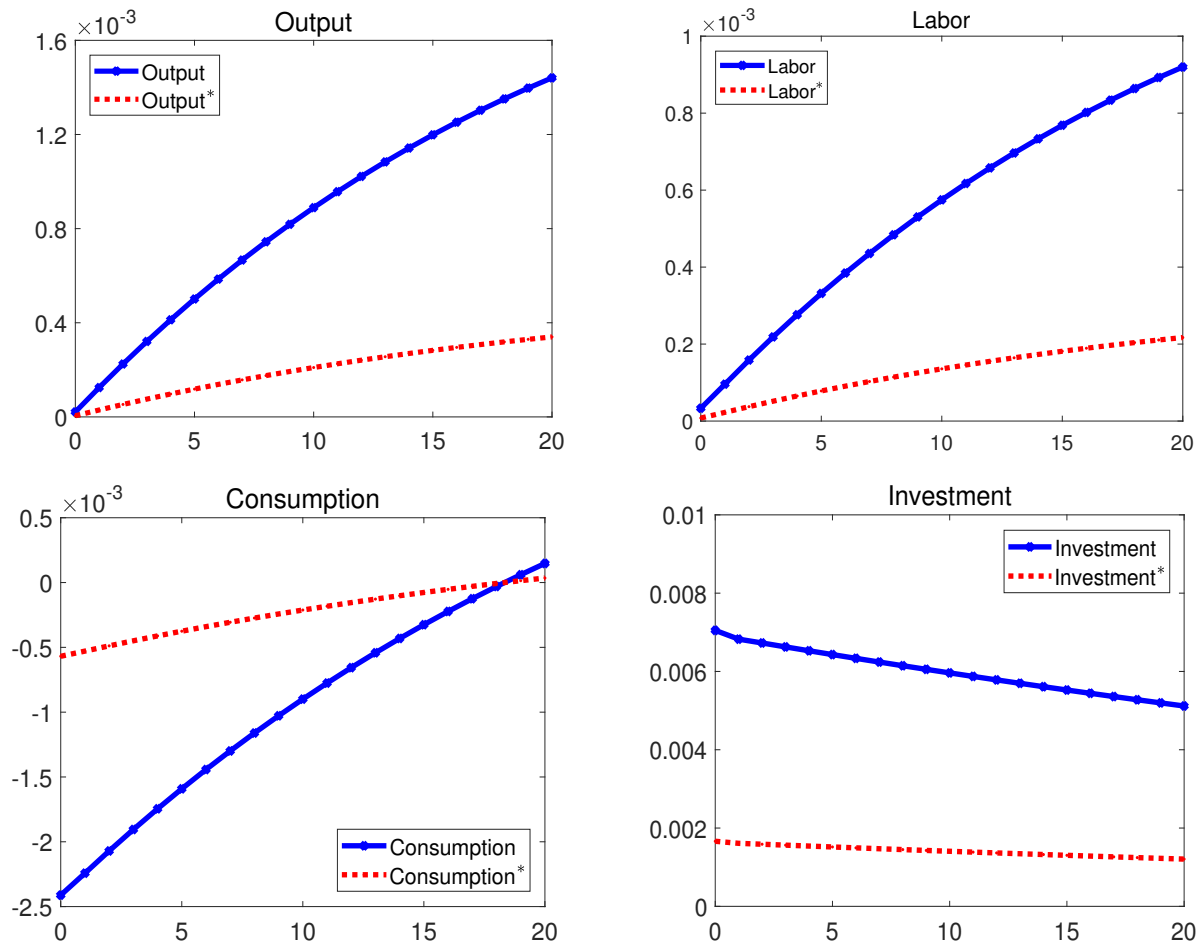 ×10-3
Output
1.6
1.2
0.8
0.4
0
Output
Output*
0 5 10 15 20
×10-3
Labor
1
0.8
0.6
0.4
0.2
0
Labor
Labor*
0 5 10 15 20
×10-3
Consumption
0.5
0
-0.5
-1
-1.5
-2
-2.5
Consumption
Consumption*
0 5 10 15 20
Investment
0.01
0.008
0.006
0.004
0.002
0
Investment
Investment*
0 5 10 15 20